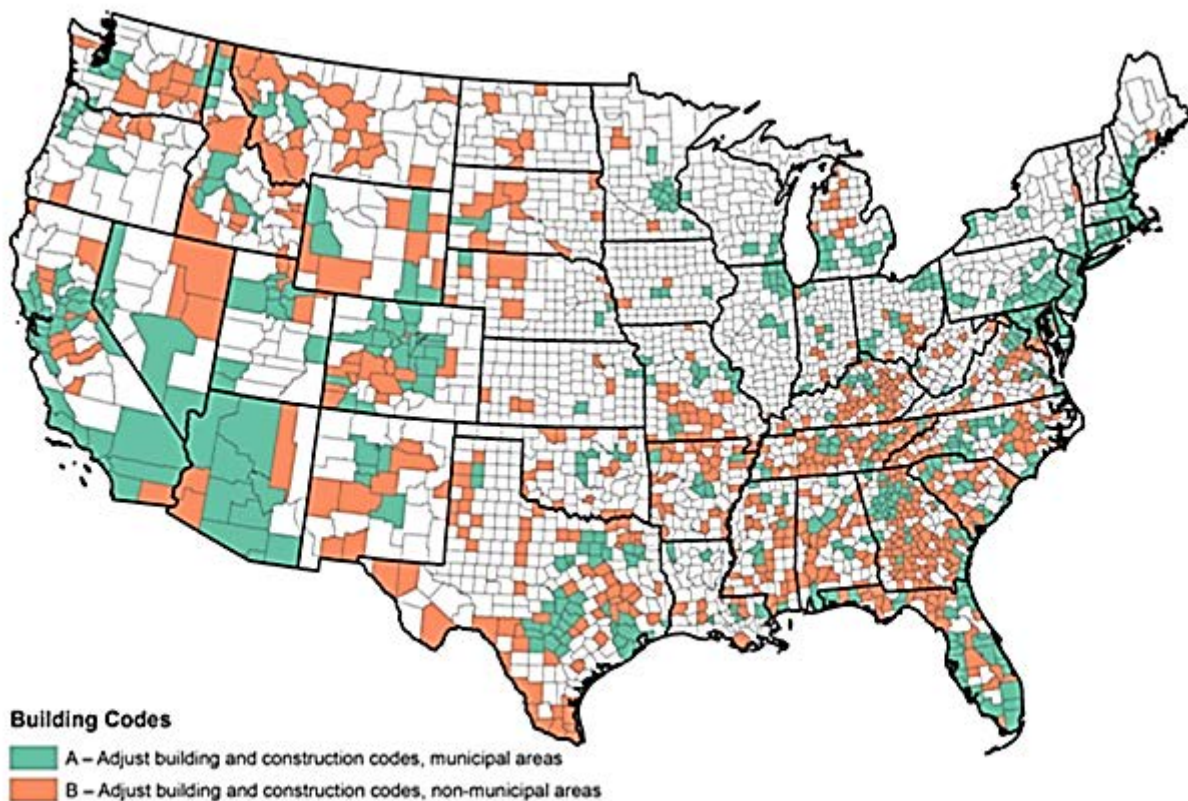 Building Codes
A – Adjust building and construction codes, municipal areas
B – Adjust building and construction codes, non-municipal areas